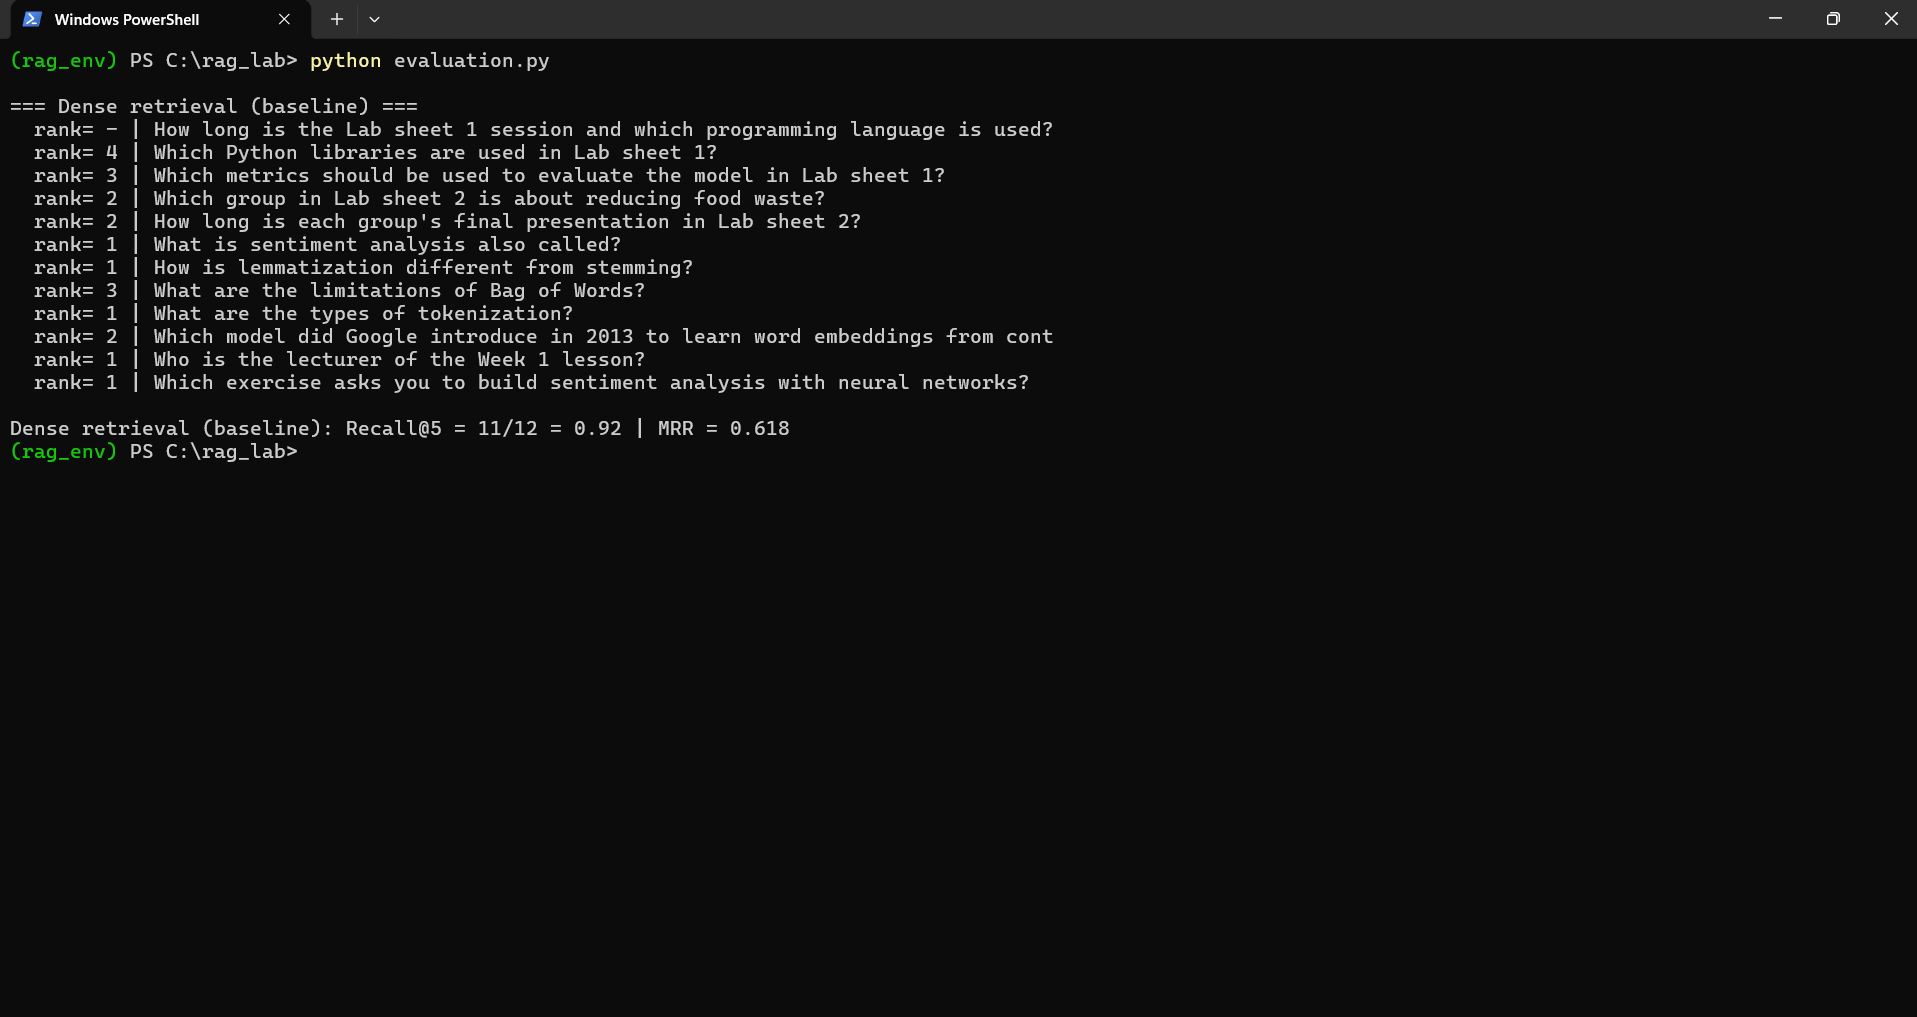 Windows PowerShell
(rag_env) PS C:\rag_lab> python evaluation.py
=== Dense retrieval (baseline) ===
rank= - | How long is the Lab sheet 1 session and which programming language is used?
rank= 4 | Which Python libraries are used in Lab sheet 1?
rank= 3 | Which metrics should be used to evaluate the model in Lab sheet 1?
rank= 2 | Which group in Lab sheet 2 is about reducing food waste?
rank= 2 | How long is each group's final presentation in Lab sheet 2?
rank= 1 | What is sentiment analysis also called?
rank= 1 | How is lemmatization different from stemming?
rank= 3 | What are the limitations of Bag of Words?
rank= 1 | What are the types of tokenization?
rank= 2 | Which model did Google introduce in 2013 to learn word embeddings from cont
rank= 1 | Who is the lecturer of the Week 1 lesson?
rank= 1 | Which exercise asks you to build sentiment analysis with neural networks?
Dense retrieval (baseline): Recall@5 = 11/12 = 0.92 | MRR = 0.618
(rag_env) PS C:\rag_lab>